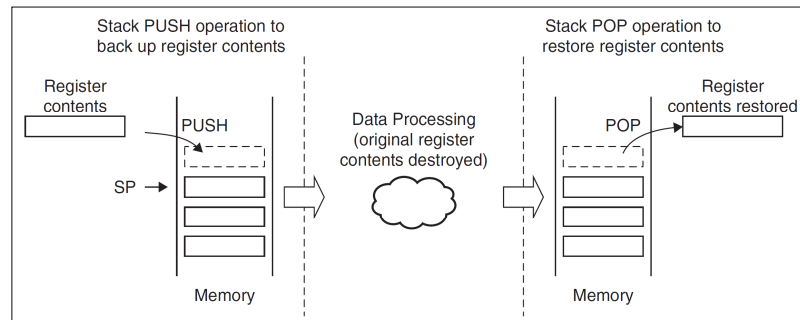 Stack PUSH operation to
back up register contents
Register
contents
PUSH
SP
Memory
Data Processing
(original register
contents destroyed)
Stack POP operation to
restore register contents
POP
Register
contents restored
Memory